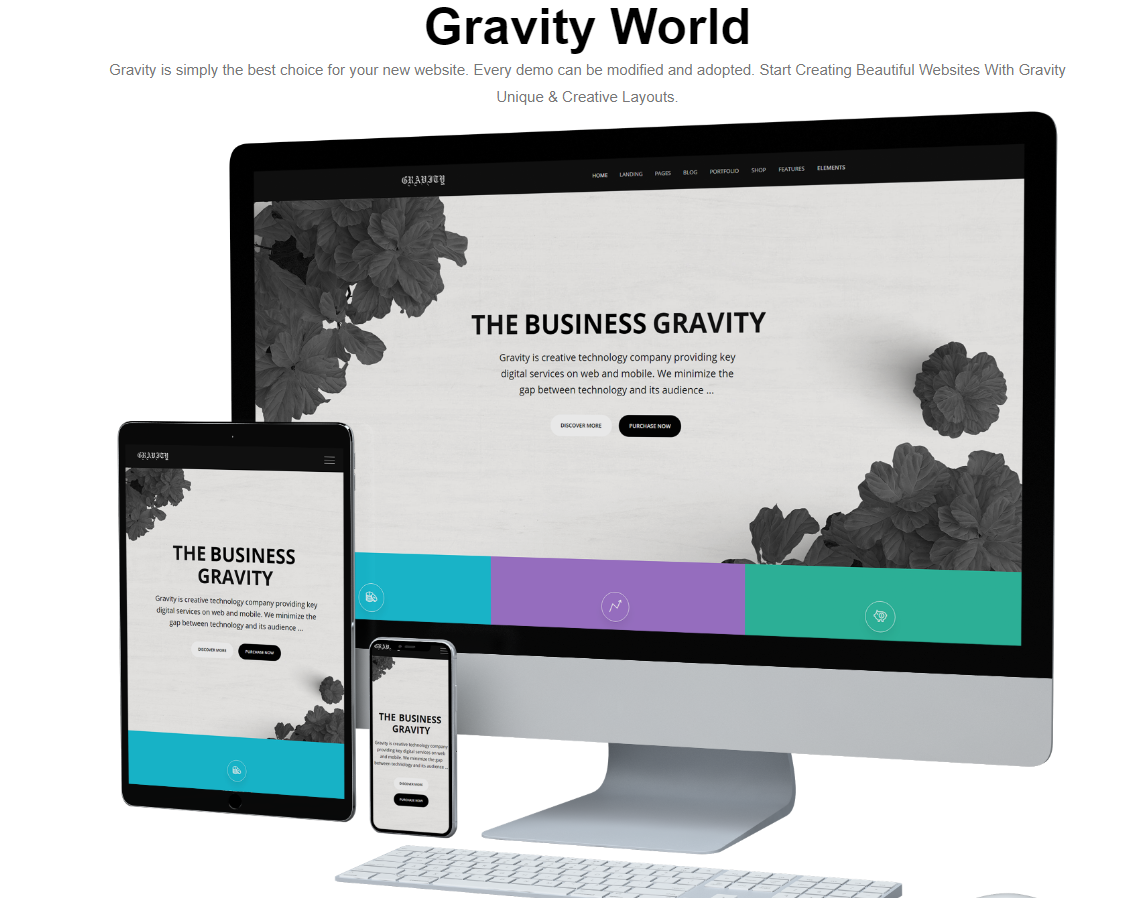 Gravity World
Gravity is simply the best choice for your new website. Every demo can be modified and adopted. Start Creating Beautiful Websites With Gravity
Unique & Creative Layouts.
GRAVITY
HOME LANDING PAGES BLOG PORTFOLIO SHOP FEATURES ELEMENTS
THE BUSINESS GRAVITY
Gravity is creative technology company providing key
digital services on web and mobile. We minimize the
gap between technology and its audience ...
DISCOVER MORE PURCHASE NOW
GRAVITY
THE BUSINESS
GRAVITY
Gravity is creative technology company providing key
digital services on web and mobile. We minimize the
gap between technology and its audience ...
DISCOVER MORE PURCHASE NOW
GRAV
THE BUSINESS
GRAVITY
Gravity is creative technology company
providing key digital services on web
and mobile. We minimize the gap
between technology and its audience ...
DISCOVER MORE
PURCHASE NOW